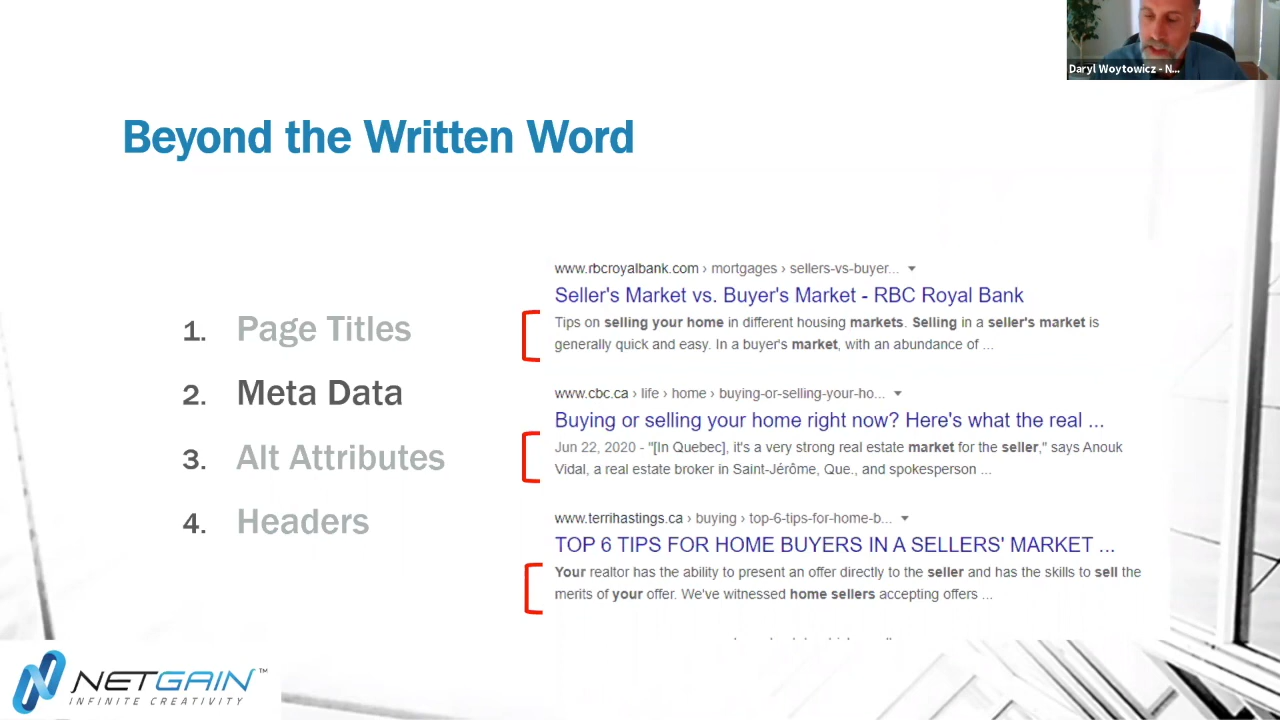 Daryl Woytowicz - N...
Beyond the Written Word
1. Page Titles
2. Meta Data
3. Alt Attributes
4. Headers
www.rbcroyalbank.com › mortgages › sellers-vs-buyer...
Seller's Market vs. Buyer's Market - RBC Royal Bank
Tips on selling your home in different housing markets. Selling in a seller's market is
generally quick and easy. In a buyer's market, with an abundance of ...
www.cbc.ca › life › home › buying-or-selling-your-ho...
Buying or selling your home right now? Here's what the real ...
Jun 22, 2020 - "[In Quebec], it's a very strong real estate market for the seller," says Anouk
Vidal, a real estate broker in Saint-Jérôme, Que., and spokesperson ...
www.terrihastings.ca › buying › top-6-tips-for-home-b...
TOP 6 TIPS FOR HOME BUYERS IN A SELLERS' MARKET ...
Your realtor has the ability to present an offer directly to the seller and has the skills to sell the
merits of your offer. We've witnessed home sellers accepting offers ...
NETGAIN™
INFINITE CREATIVITY